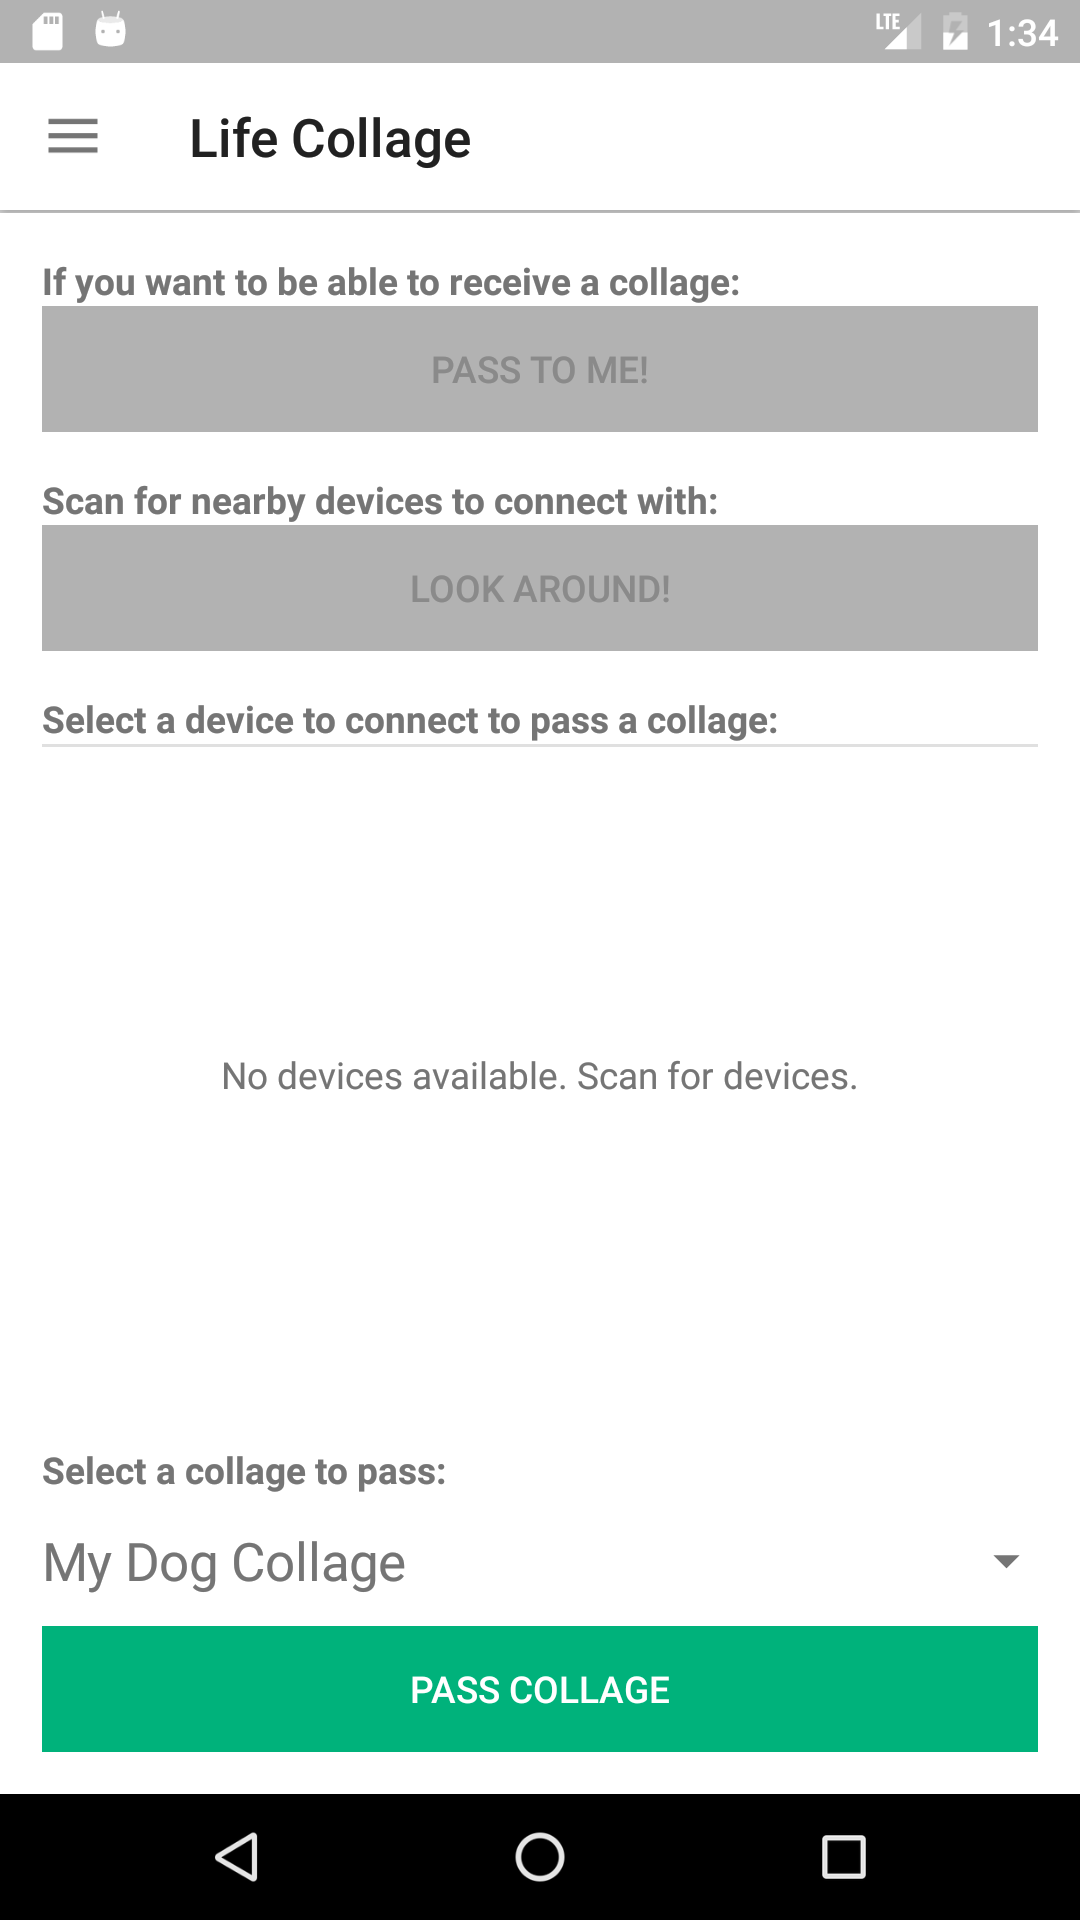 LTE 1:34
Life Collage
If you want to be able to receive a collage:
PASS TO ME!
Scan for nearby devices to connect with:
LOOK AROUND!
Select a device to connect to pass a collage:
No devices available. Scan for devices.
Select a collage to pass:
My Dog Collage
PASS COLLAGE